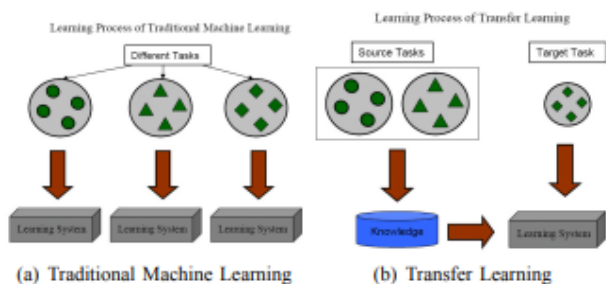 Learning Process of Traditional Machine Learning
Different Tasks
Learning System
Learning System
Learning System
(a) Traditional Machine Learning
Learning Process of Transfer Learning
Source Tasks
Target Task
Knowledge
Learning System
(b) Transfer Learning